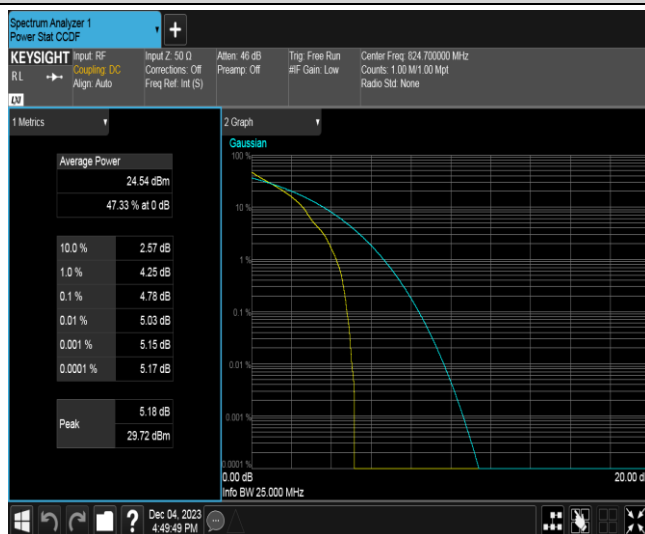 Spectrum Analyzer 1
Power Stat CCDF
KEYSIGHT
RL
LXI
Input: RF
Coupling: DC
Align: Auto
Input Z: 50 Ω
Corrections: Off
Freq Ref: Int (S)
Atten: 46 dB
Preamp: Off
Trig: Free Run
#IF Gain: Low
Center Freq: 824.700000 MHz
Counts: 1.00 M/1.00 Mpt
Radio Std: None
1 Metrics
Average Power
24.54 dBm
47.33 % at 0 dB
10.0 % 2.57 dB
1.0 % 4.25 dB
0.1 % 4.78 dB
0.01 % 5.03 dB
0.001 % 5.15 dB
0.0001 % 5.17 dB
Peak
5.18 dB
29.72 dBm
2 Graph
Gaussian
100 %
10 %
1 %
0.1 %
0.01 %
0.001 %
0.0001 %
0.00 dB 20.00 d
Info BW 25.000 MHz
? Dec 04, 2023
4:49:49 PM